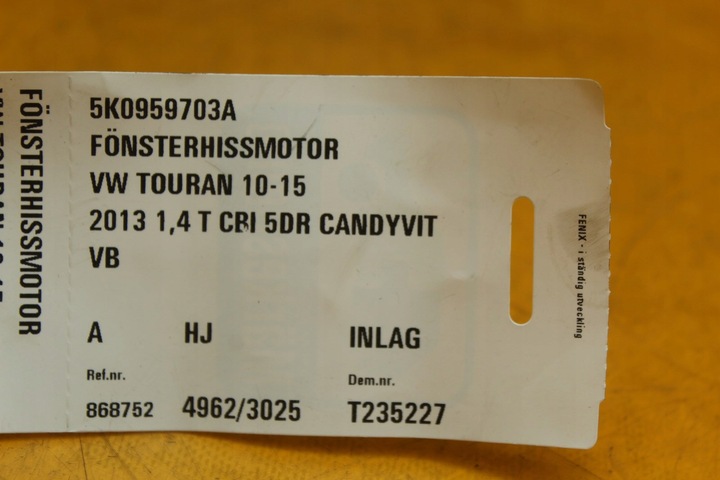 5K0959703A
FÖNSTERHISSMOTOR
VW TOURAN 10-15
2013 1,4 T CBI 5DR CANDYVIT
VB
A HJ INLAG
Ref.nr. Dem.nr.
868752 4962/3025 T235227
FENIX - i ständig utveckling
FÖNSTERHISSMOTOR